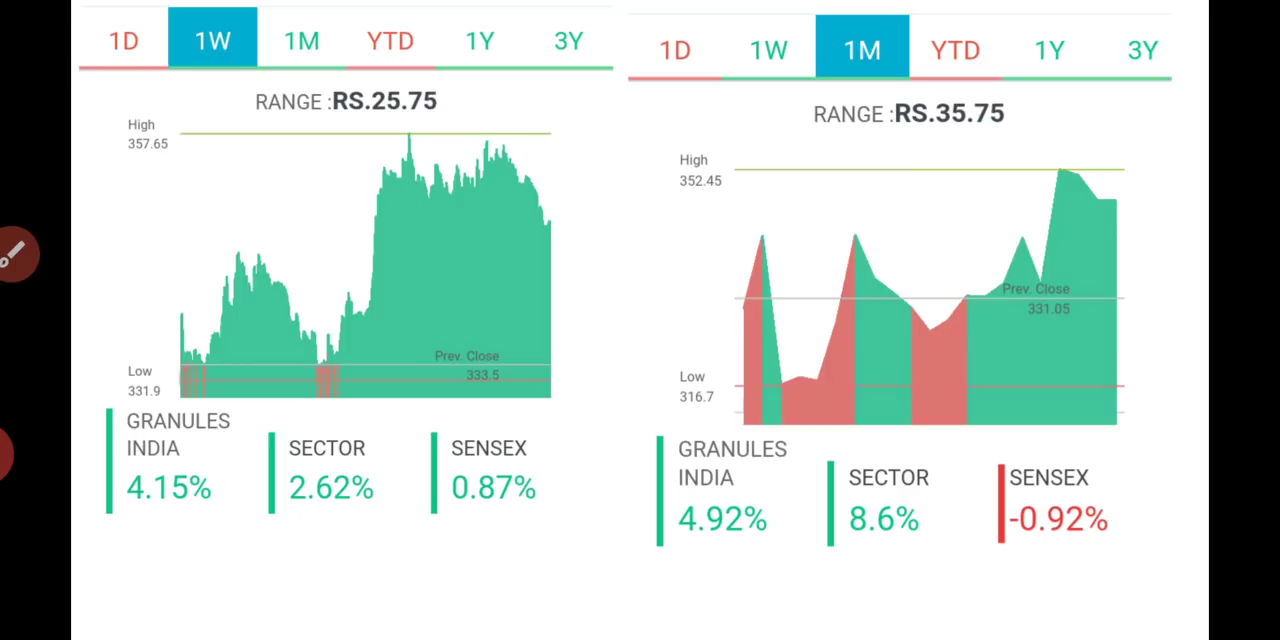 1D 1W 1M YTD 1Y 3Y
RANGE :RS.25.75
High
357.65
Prev. Close
333.5
Low
331.9
GRANULES
INDIA
4.15%
SECTOR
2.62%
SENSEX
0.87%
1D 1W 1M YTD 1Y 3Y
RANGE :RS.35.75
High
352.45
Prev. Close
331.05
Low
316.7
GRANULES
INDIA
4.92%
SECTOR
8.6%
SENSEX
-0.92%